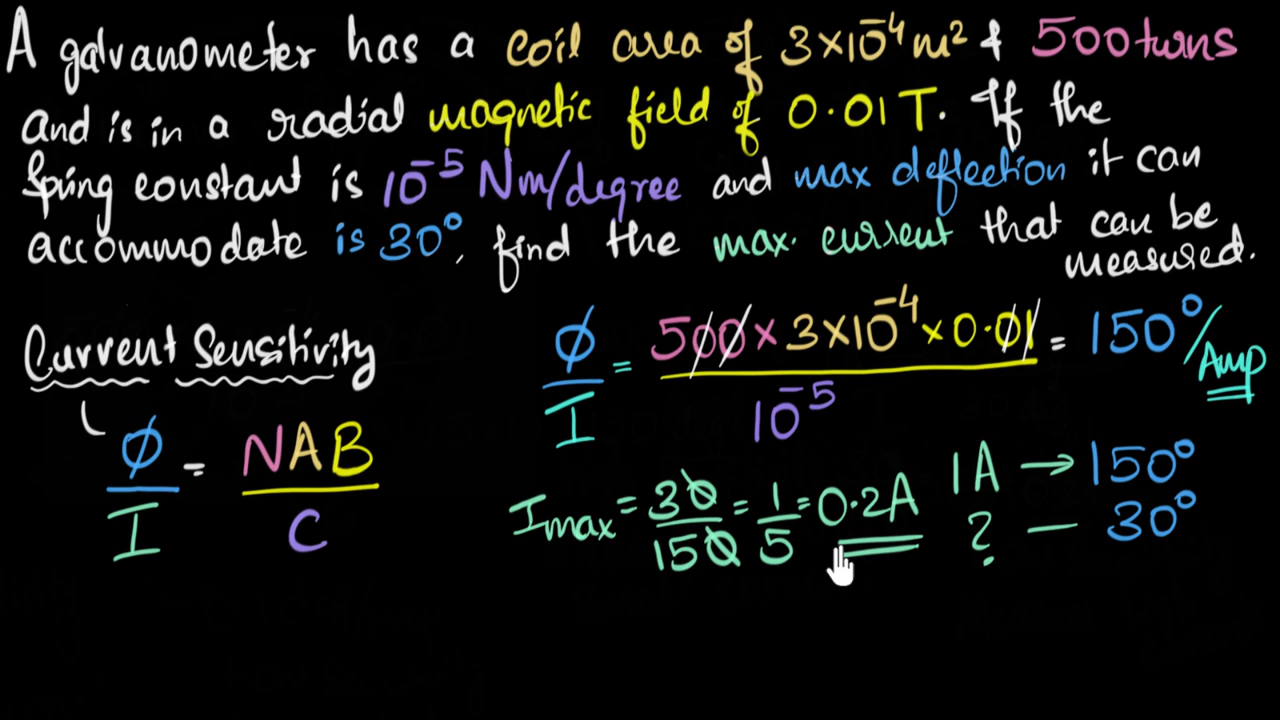 A galvanometer has a coil area of 3×10⁻⁴ m² & 500 turns
and is in a radial magnetic field of 0.01 T. If the
spring constant is 10⁻⁵ Nm/degree and max deflection it can
accommodate is 30°, find the max. current that can be
measured.
Current Sensitivity
ϕ/I = NAB/C
ϕ/I = 500 × 3×10⁻⁴ × 0.01 / 10⁻⁵ = 150°/Amp
1A → 150°
? — 30°
Imax = 30/150 = 1/5 = 0.2A